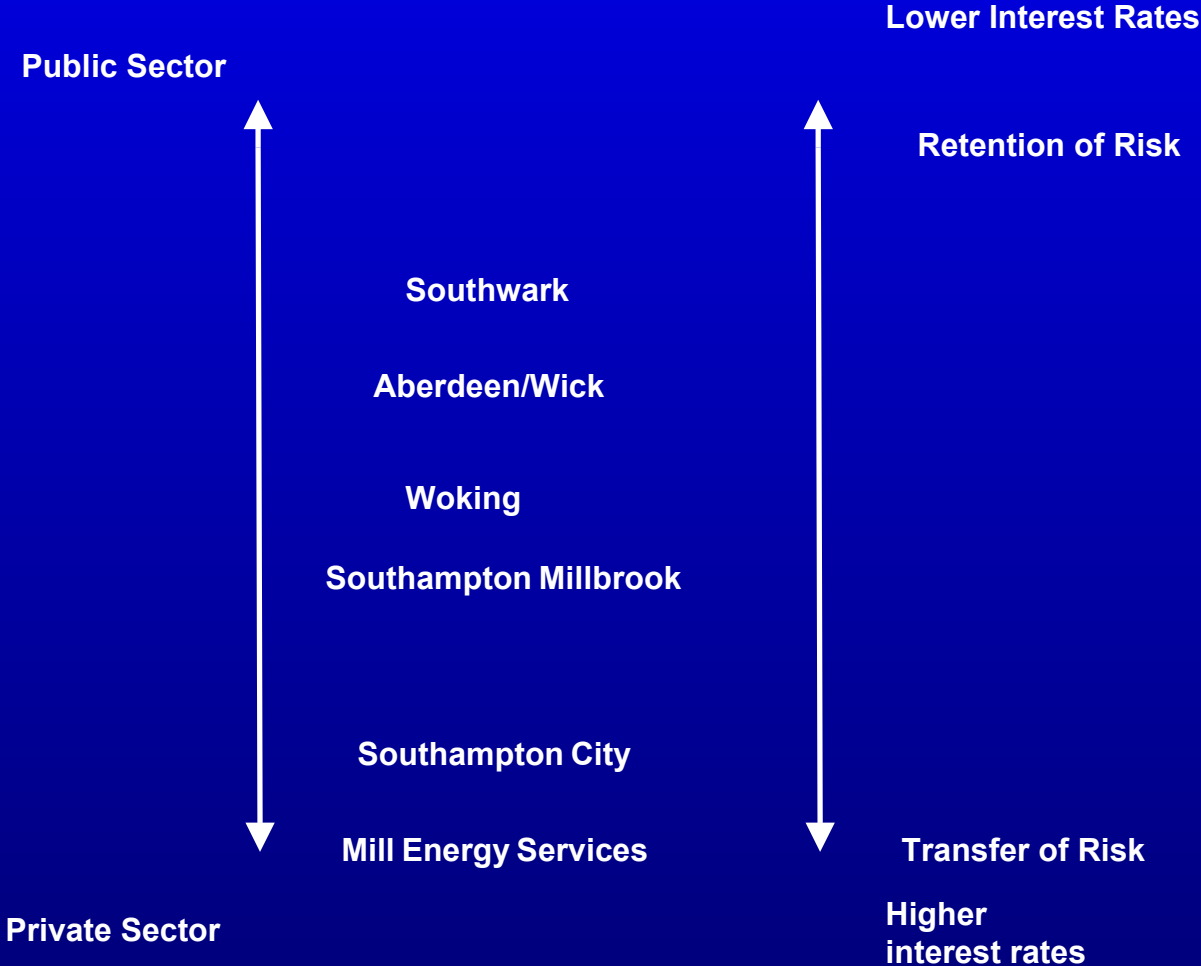 Lower Interest Rates
Public Sector
Retention of Risk
Southwark
Aberdeen/Wick
Woking
Southampton Millbrook
Southampton City
Mill Energy Services
Transfer of Risk
Private Sector
Higher
interest rates